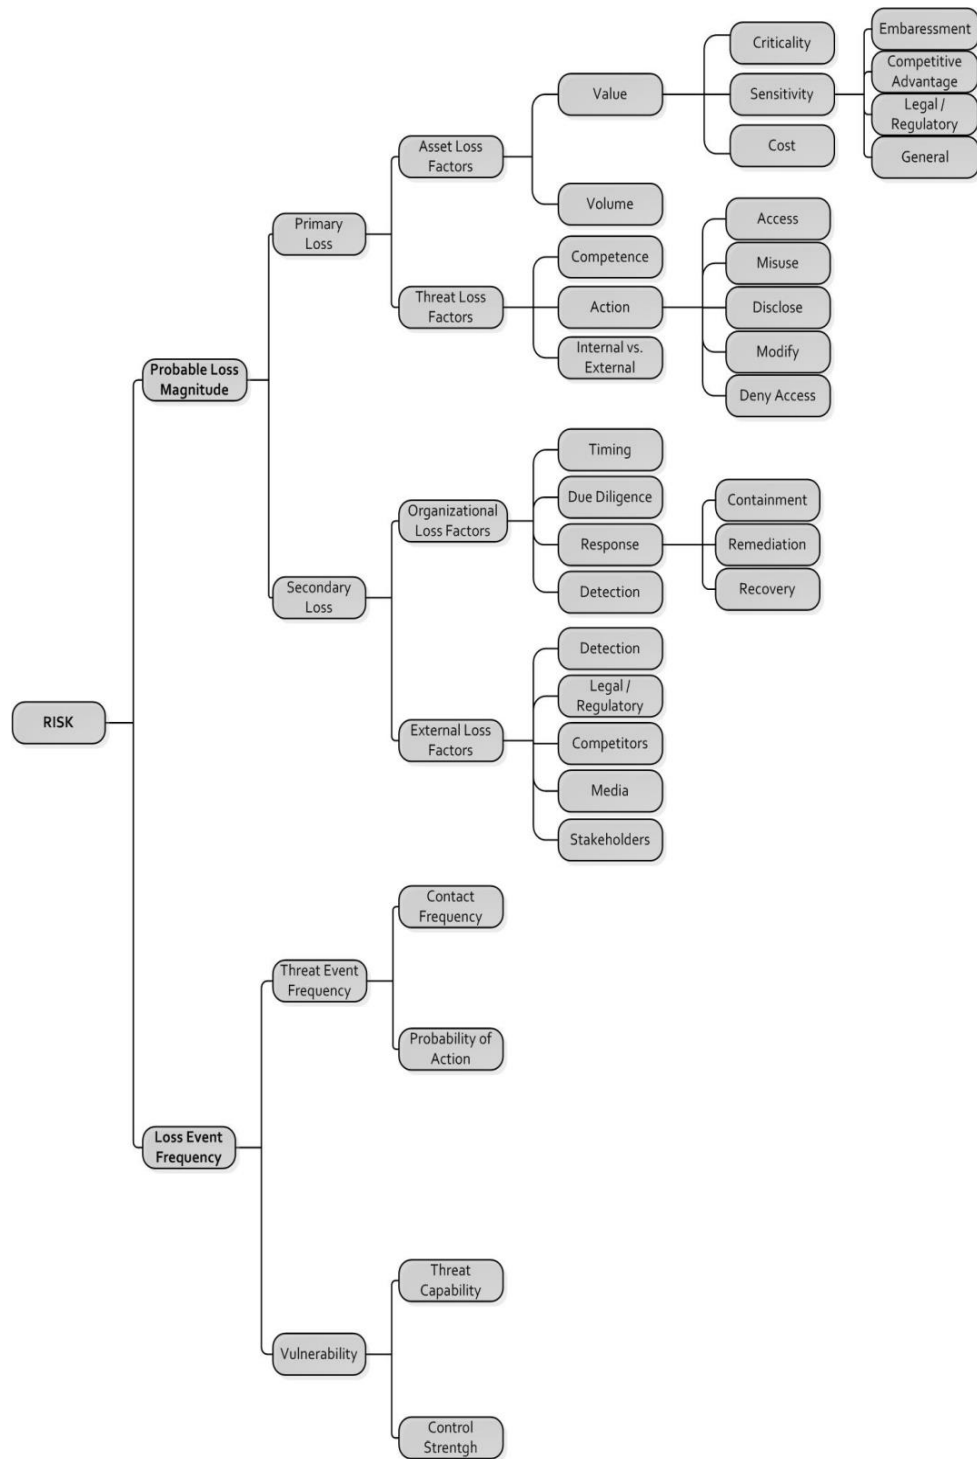 Embaressment
Criticality
Competitive
Advantage
Value
Sensitivity
Legal /
Regulatory
Asset Loss
Factors
Cost
General
Volume
Access
Primary
Loss
Competence
Misuse
Threat Loss
Factors
Action
Disclose
Internal vs.
External
Modify
Probable Loss
Magnitude
Deny Access
Timing
Organizational
Loss Factors
Due Diligence
Containment
Response
Remediation
Secondary
Loss
Detection
Recovery
Detection
Legal /
Regulatory
RISK
External Loss
Factors
Competitors
Media
Stakeholders
Contact
Frequency
Threat Event
Frequency
Probability of
Action
Loss Event
Frequency
Threat
Capability
Vulnerability
Control
Strentgh